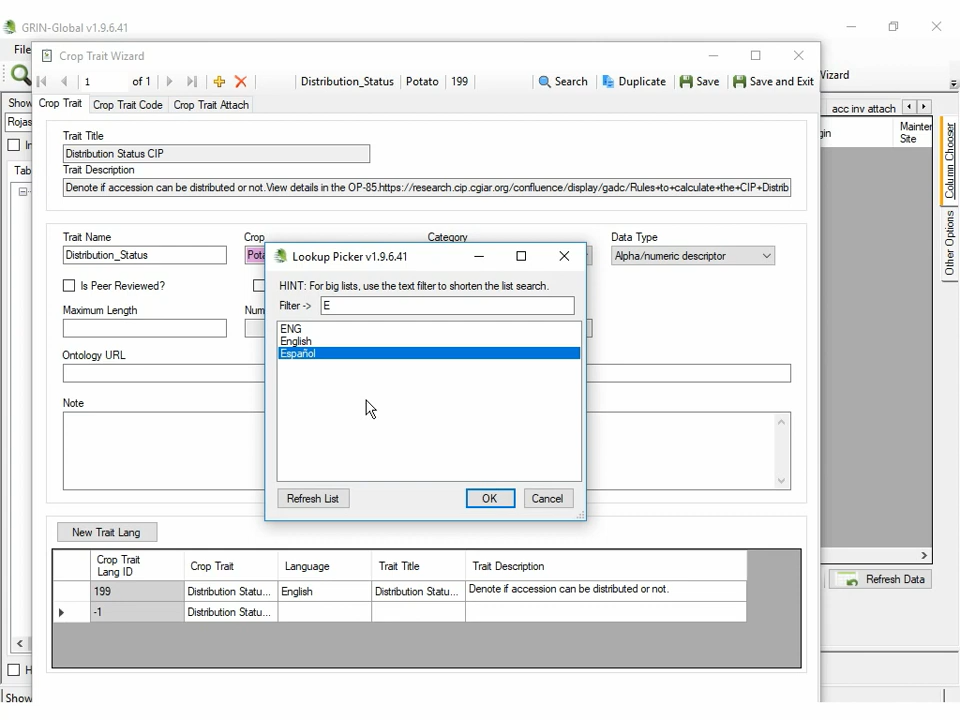 GRIN-Global v1.9.6.41
File
Crop Trait Wizard
1 of 1 Distribution_Status Potato 199 Search Duplicate Save Save and Exit
Wizard
Show
Crop Trait Crop Trait Code Crop Trait Attach
acc inv attach
Rojas
Trait Title
Distribution Status CIP
Trait Description
Denote if accession can be distributed or not.View details in the OP-85.https://research.cip.cgiar.org/confluence/display/gadc/Rules+to+calculate+the+CIP+Distrib
Mainten
Site
Column Chooser
Other Options
In
Tab
Trait Name Crop Category Data Type
Distribution_Status Pota Alpha/numeric descriptor
Lookup Picker v1.9.6.41
HINT: For big lists, use the text filter to shorten the list search.
Filter -> E
ENG
English
Español
Refresh List OK Cancel
Is Peer Reviewed?
Maximum Length Num
Ontology URL
Note
New Trait Lang
Crop Trait
Lang ID Crop Trait Language Trait Title Trait Description
199 Distribution Statu... English Distribution Statu... Denote if accession can be distributed or not.
-1 Distribution Statu...
Refresh Data
H
Show